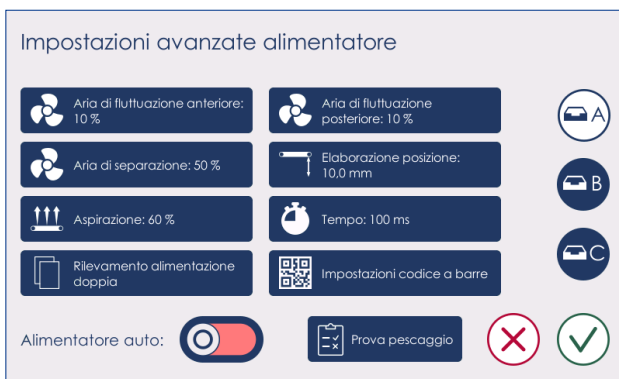 Impostazioni avanzate alimentatore
Aria di fluttuazione anteriore:
10 %
Aria di fluttuazione
posteriore: 10 %
A
Aria di separazione: 50 %
Elaborazione posizione:
10,0 mm
B
Aspirazione: 60 %
Tempo: 100 ms
C
Rilevamento alimentazione
doppia
Impostazioni codice a barre
Alimentatore auto:
Prova pescaggio